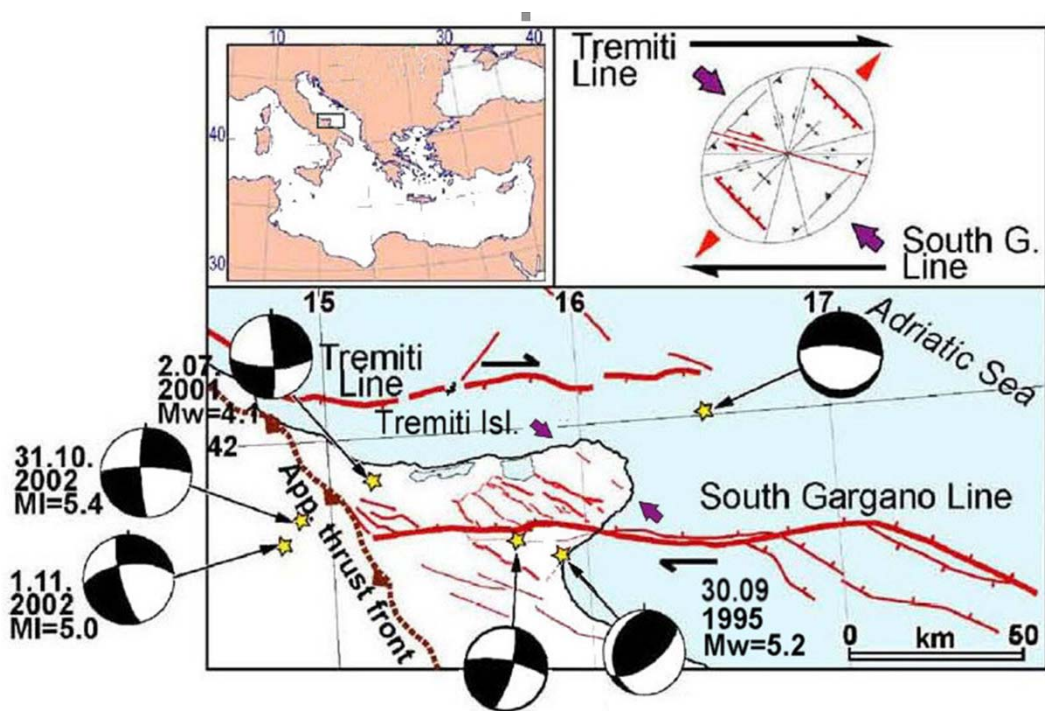 10
30
40
40
30
Tremiti
Line
South G.
Line
15
16
17
Adriatic Sea
Tremiti
Line
2.07
2001
Mw=4.1
Tremiti Isl.
42
31.10.
2002
Ml=5.4
App. thrust front
South Gargano Line
1.11.
2002
Ml=5.0
30.09
1995
Mw=5.2
0 km 50